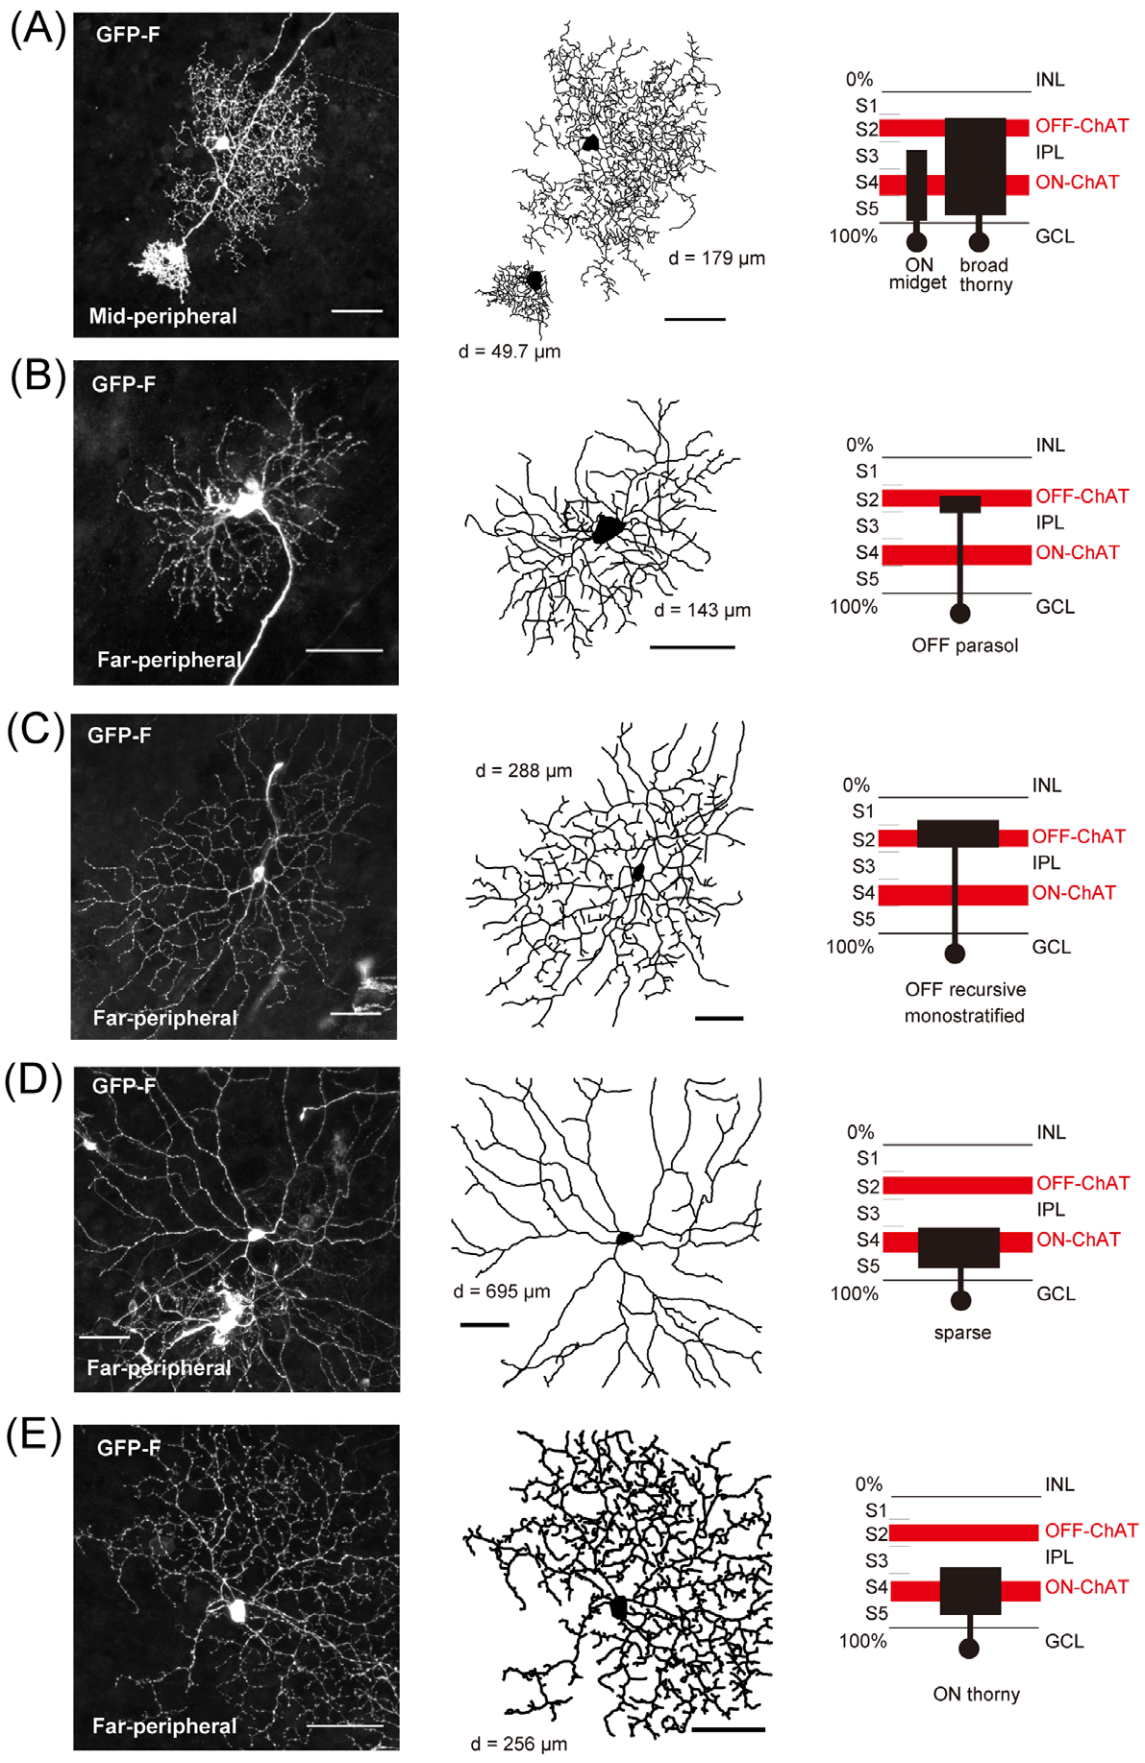 (A)
GFP-F
Mid-peripheral
d = 179 µm
d = 49.7 µm
0%
INL
S1
S2
OFF-ChAT
S3
IPL
S4
ON-ChAT
S5
100%
GCL
ON
midget
broad
thorny
(B)
GFP-F
Far-peripheral
d = 143 µm
0%
INL
S1
S2
OFF-ChAT
S3
IPL
S4
ON-ChAT
S5
100%
GCL
OFF parasol
(C)
GFP-F
Far-peripheral
d = 288 µm
0%
INL
S1
S2
OFF-ChAT
S3
IPL
S4
ON-ChAT
S5
100%
GCL
OFF recursive
monostratified
(D)
GFP-F
Far-peripheral
d = 695 µm
0%
INL
S1
S2
OFF-ChAT
S3
IPL
S4
ON-ChAT
S5
100%
GCL
sparse
(E)
GFP-F
Far-peripheral
d = 256 µm
0%
INL
S1
S2
OFF-ChAT
S3
IPL
S4
ON-ChAT
S5
100%
GCL
ON thorny